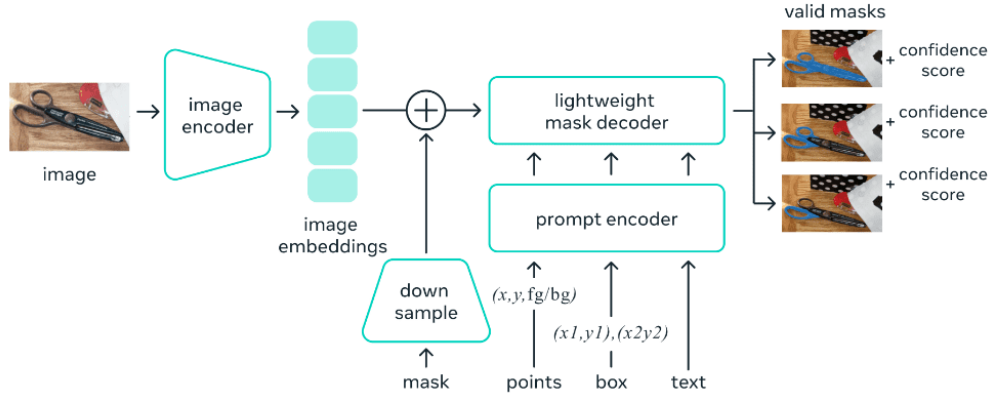 valid masks
image
encoder
lightweight
mask decoder
+ confidence
score
+ confidence
score
+ confidence
score
image
image
embeddings
prompt encoder
down
sample
(x,y,fg/bg)
(x1,y1),(x2y2)
mask
points
box
text